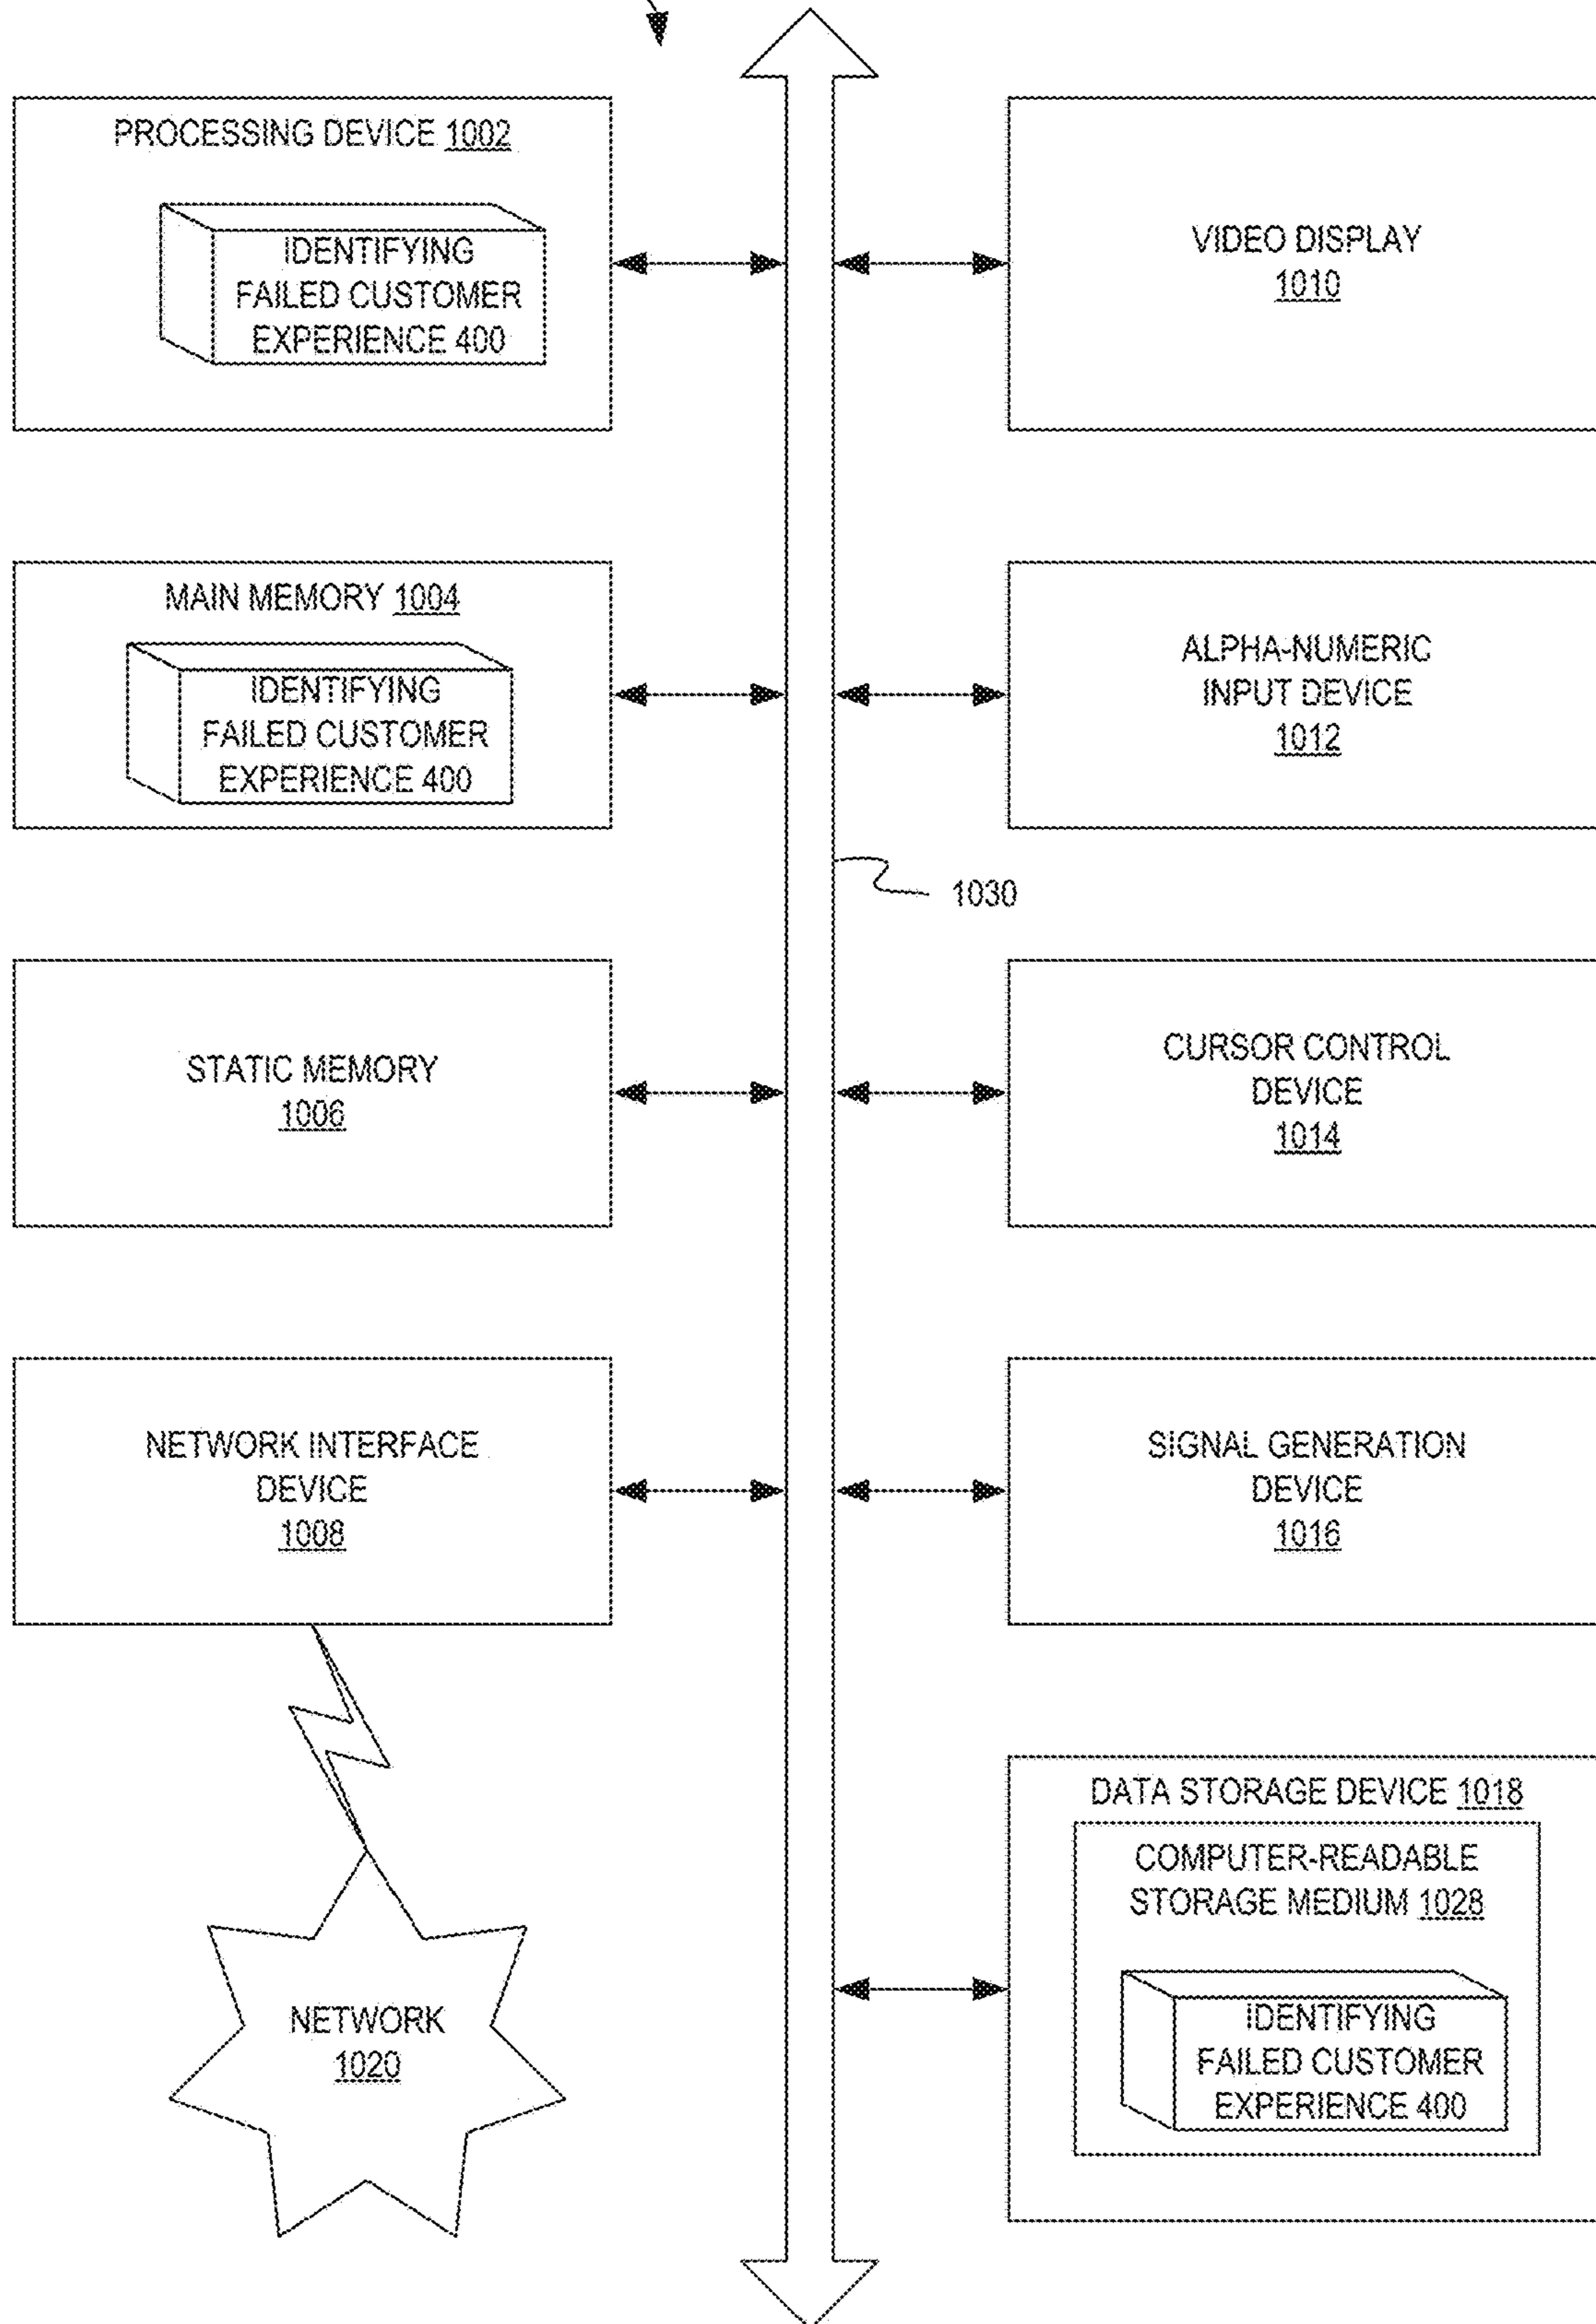 PROCESSING DEVICE 1002
IDENTIFYING
FAILED CUSTOMER
EXPERIENCE 400
VIDEO DISPLAY
1010
MAIN MEMORY 1004
IDENTIFYING
FAILED CUSTOMER
EXPERIENCE 400
ALPHA-NUMERIC
INPUT DEVICE
1012
1030
STATIC MEMORY
1006
CURSOR CONTROL
DEVICE
1014
NETWORK INTERFACE
DEVICE
1008
SIGNAL GENERATION
DEVICE
1016
DATA STORAGE DEVICE 1018
COMPUTER-READABLE
STORAGE MEDIUM 1028
IDENTIFYING
FAILED CUSTOMER
EXPERIENCE 400
NETWORK
1020